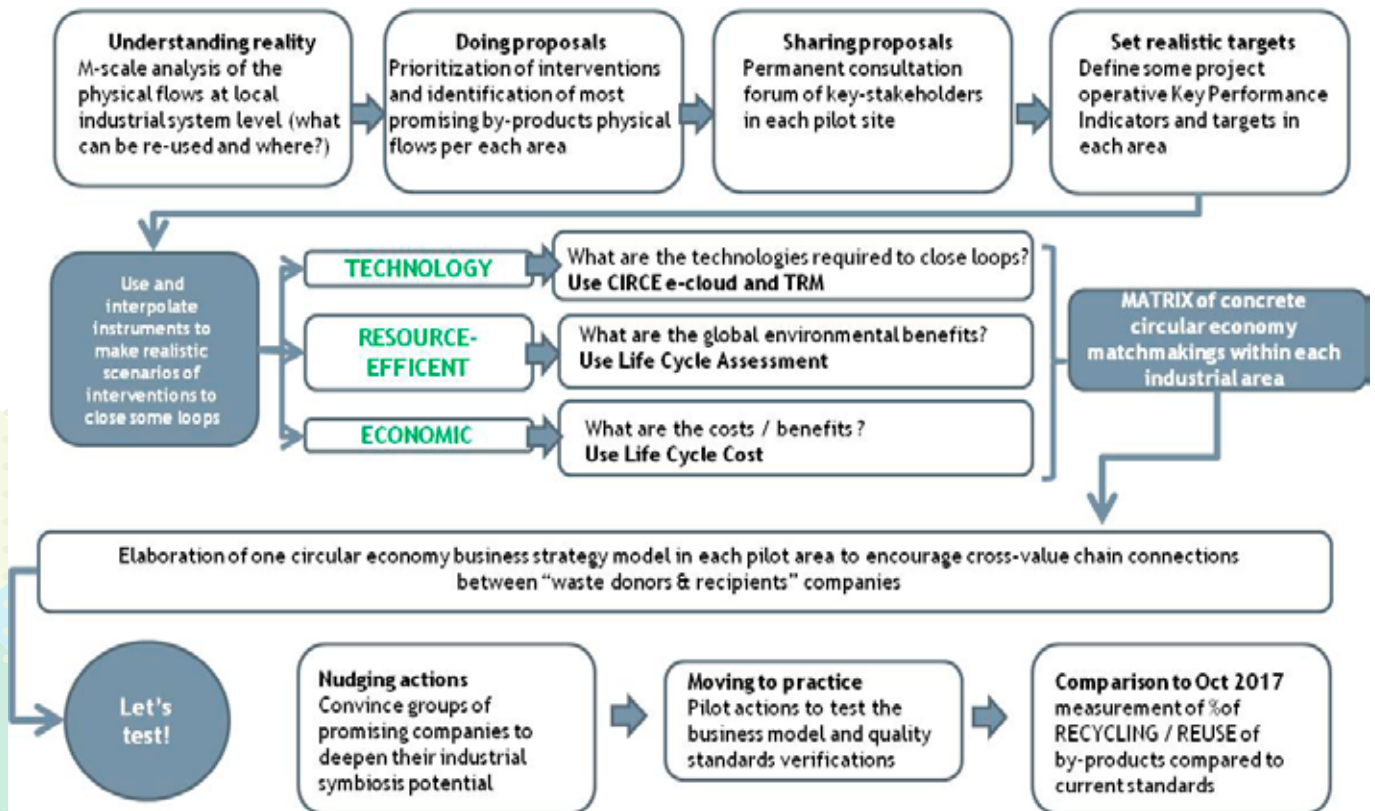 Understanding reality
M-scale analysis of the
physical flows at local
industrial system level (what
can be re-used and where?)
Doing proposals
Prioritization of interventions
and identification of most
promising by-products physical
flows per each area
Sharing proposals
Permanent consultation
forum of key-stakeholders
in each pilot site
Set realistic targets
Define some project
operative Key Performance
Indicators and targets in
each area
Use and
interpolate
instruments to
make realistic
scenarios of
interventions to
close some loops
TECHNOLOGY
What are the technologies required to close loops?
Use CIRCE e-cloud and TRM
RESOURCE-
EFFICENT
What are the global environmental benefits?
Use Life Cycle Assessment
ECONOMIC
What are the costs / benefits ?
Use Life Cycle Cost
MATRIX of concrete
circular economy
matchmakings within each
industrial area
Elaboration of one circular economy business strategy model in each pilot area to encourage cross-value chain connections
between “waste donors & recipients” companies
Let's
test!
Nudging actions
Convince groups of
promising companies to
deepen their industrial
symbiosis potential
Moving to practice
Pilot actions to test the
business model and quality
standards verifications
Comparison to Oct 2017
measurement of %of
RECYCLING / REUSE of
by-products compared to
current standards